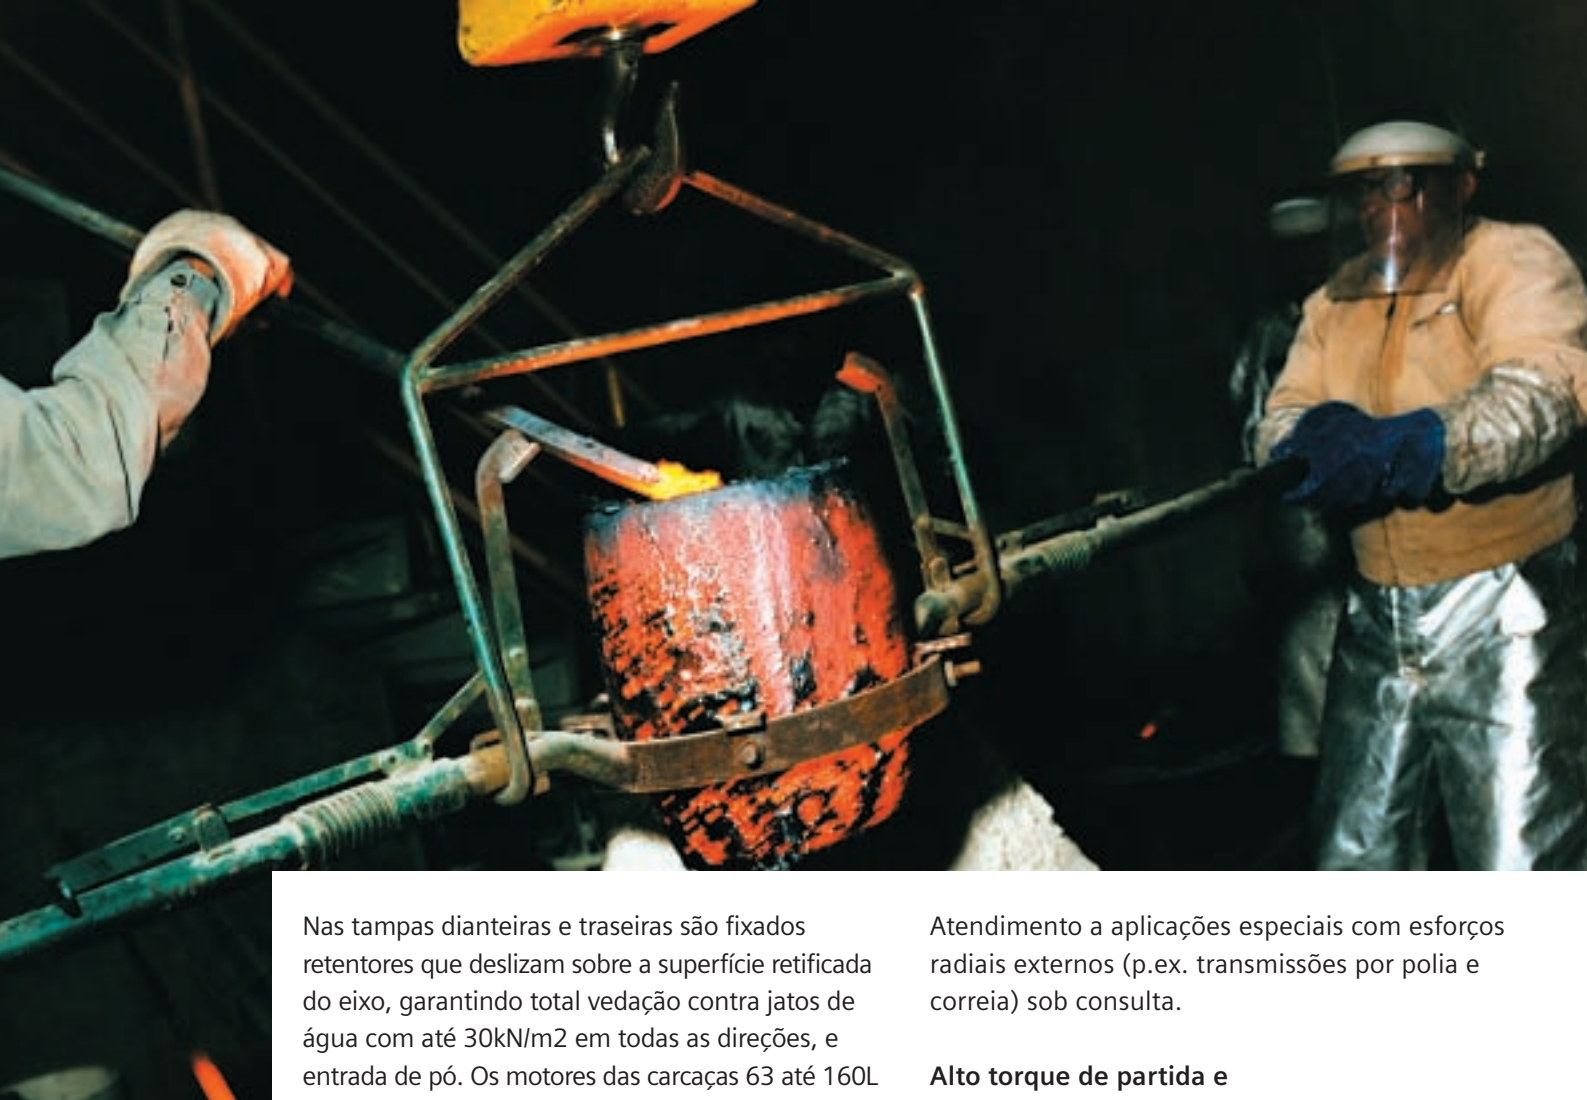 Nas tampas dianteiras e traseiras são fixados
retentores que deslizam sobre a superfície retificada
do eixo, garantindo total vedação contra jatos de
água com até 30kN/m2 em todas as direções, e
entrada de pó. Os motores das carcaças 63 até 160L
Atendimento a aplicações especiais com esforços
radiais externos (p.ex. transmissões por polia e
correia) sob consulta.
Alto torque de partida e